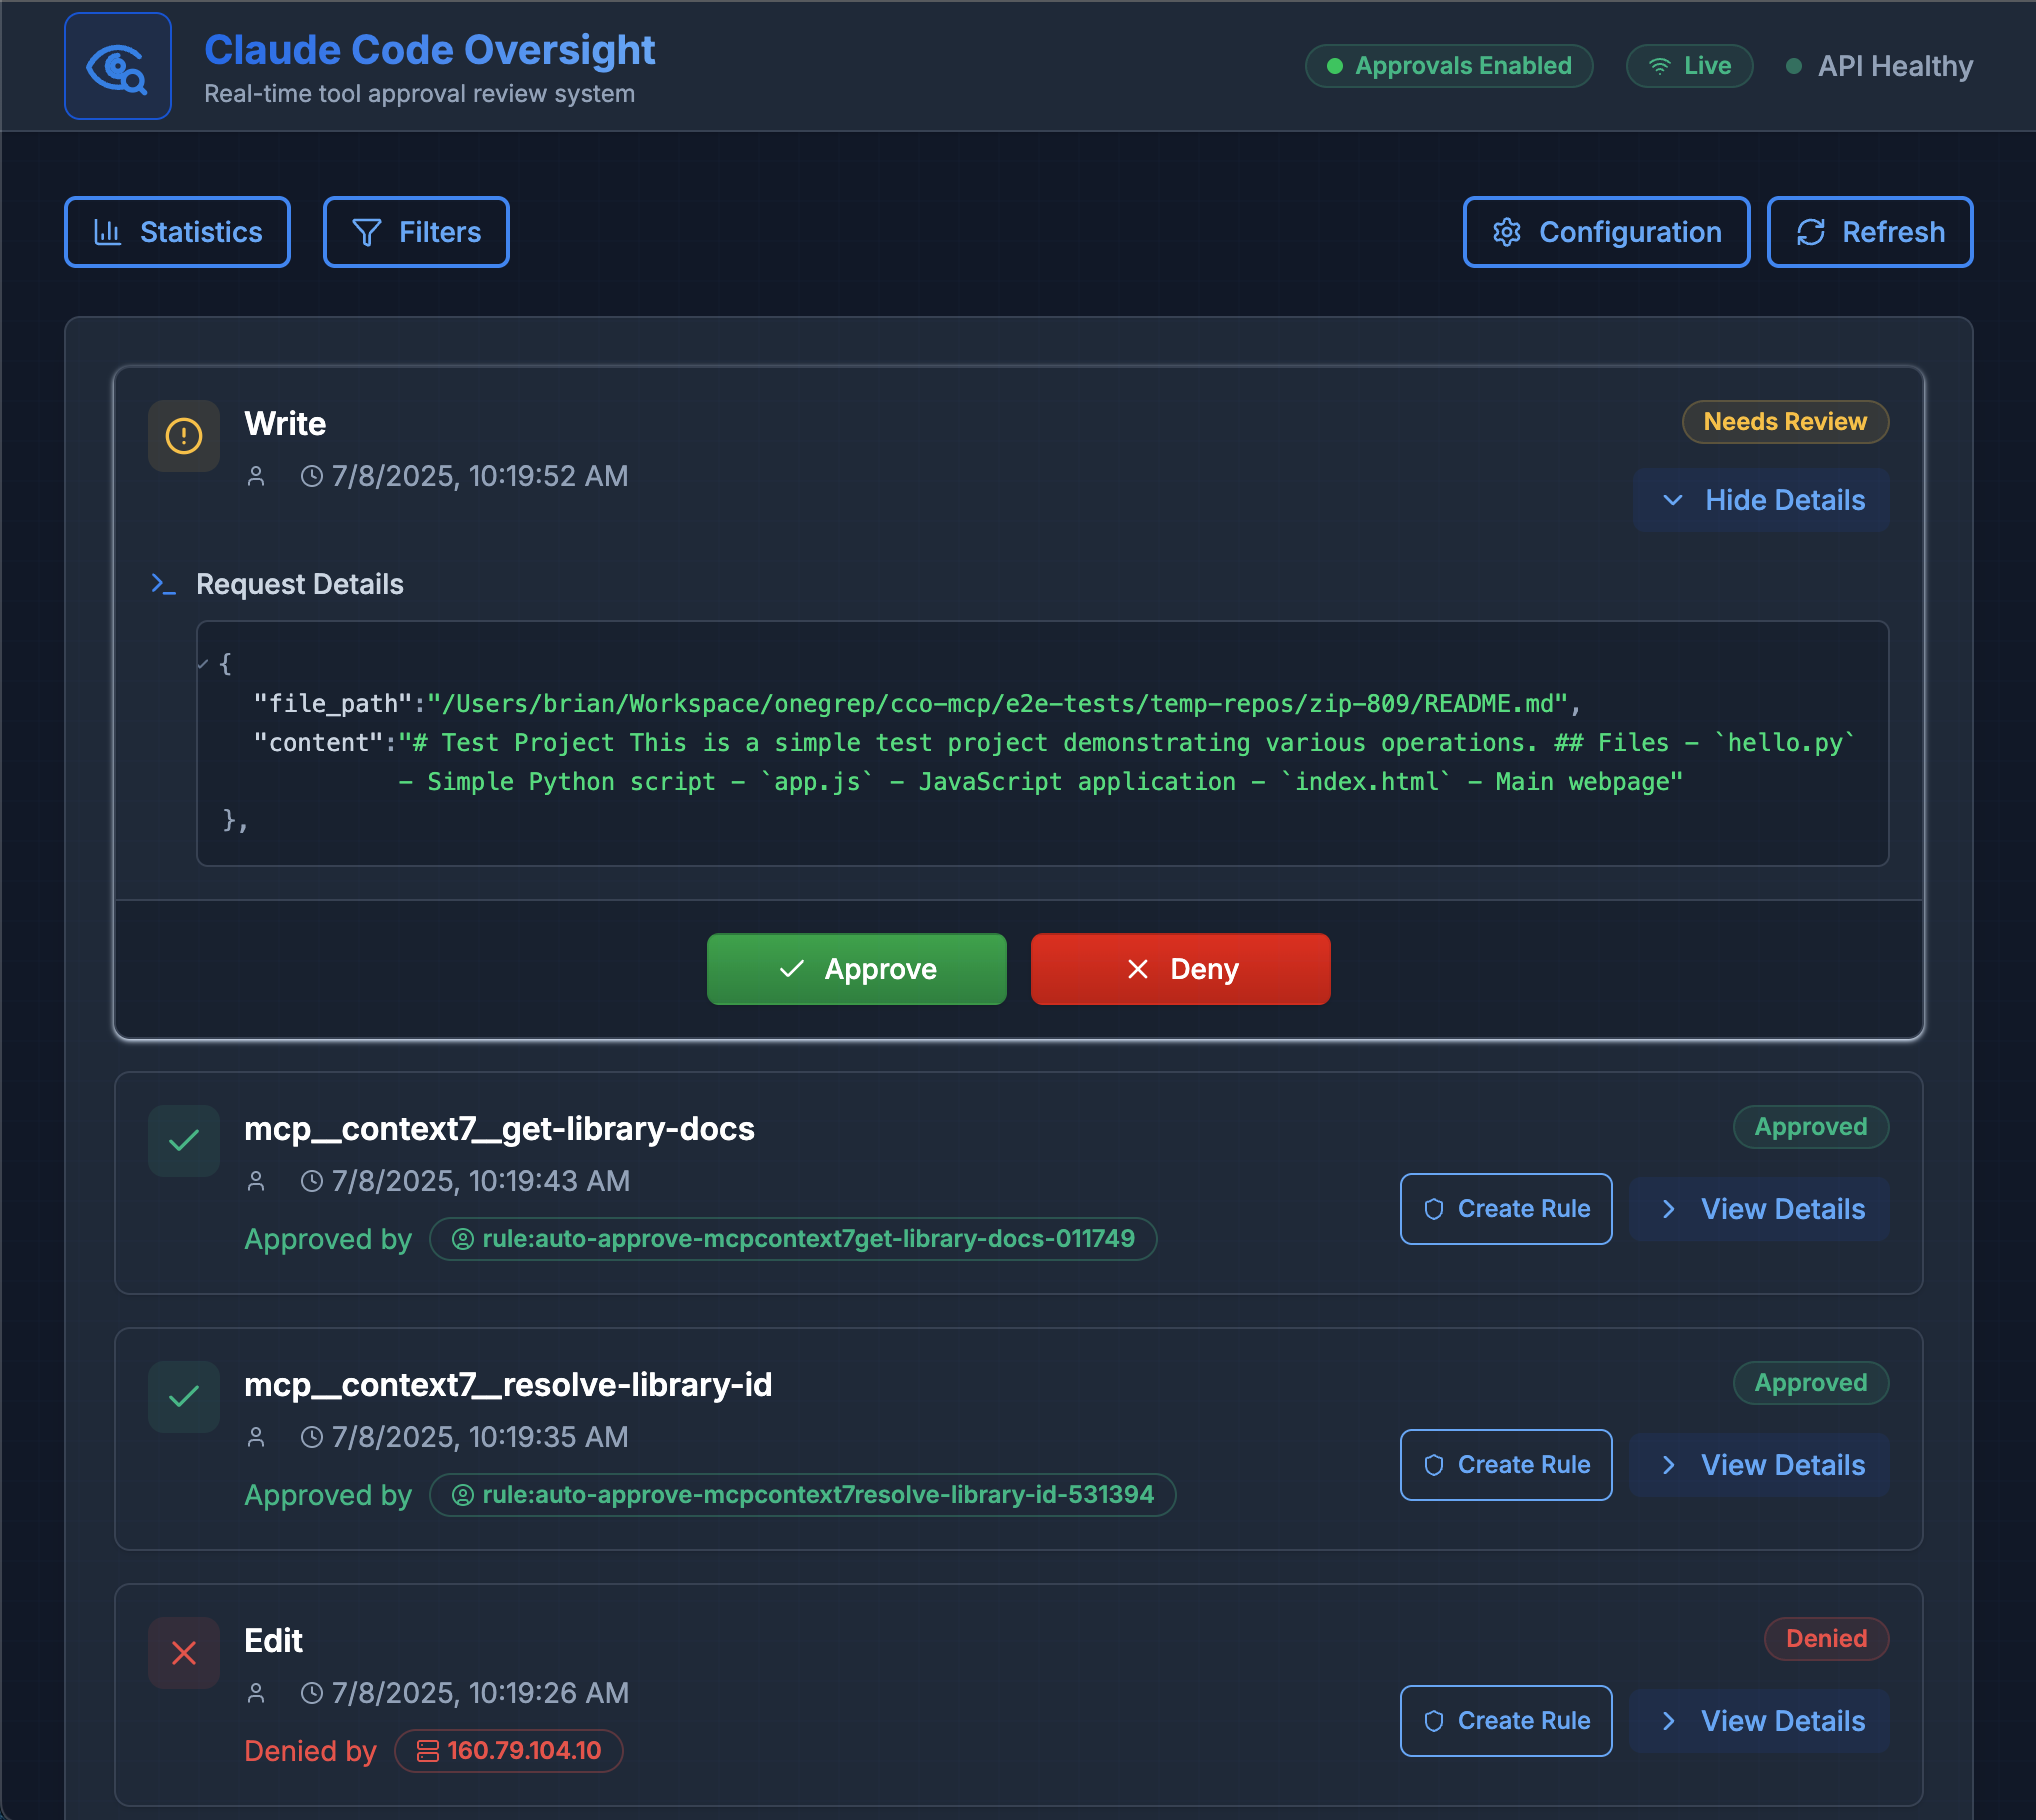 Claude Code Oversight
Real-time tool approval review system
Approvals Enabled
Live
API Healthy
Statistics
Filters
Configuration
Refresh
Write
Needs Review
7/8/2025, 10:19:52 AM
Hide Details
Request Details
{
"file_path":"/Users/brian/Workspace/onegrep/cco-mcp/e2e-tests/temp-repos/zip-809/README.md",
"content":"# Test Project This is a simple test project demonstrating various operations. ## Files - `hello.py`
- Simple Python script - `app.js` - JavaScript application - `index.html` - Main webpage"
},
Approve
Deny
mcp__context7__get-library-docs
Approved
7/8/2025, 10:19:43 AM
Create Rule
View Details
Approved by rule:auto-approve-mcpcontext7get-library-docs-011749
mcp__context7__resolve-library-id
Approved
7/8/2025, 10:19:35 AM
Create Rule
View Details
Approved by rule:auto-approve-mcpcontext7resolve-library-id-531394
Edit
Denied
7/8/2025, 10:19:26 AM
Create Rule
View Details
Denied by 160.79.104.10